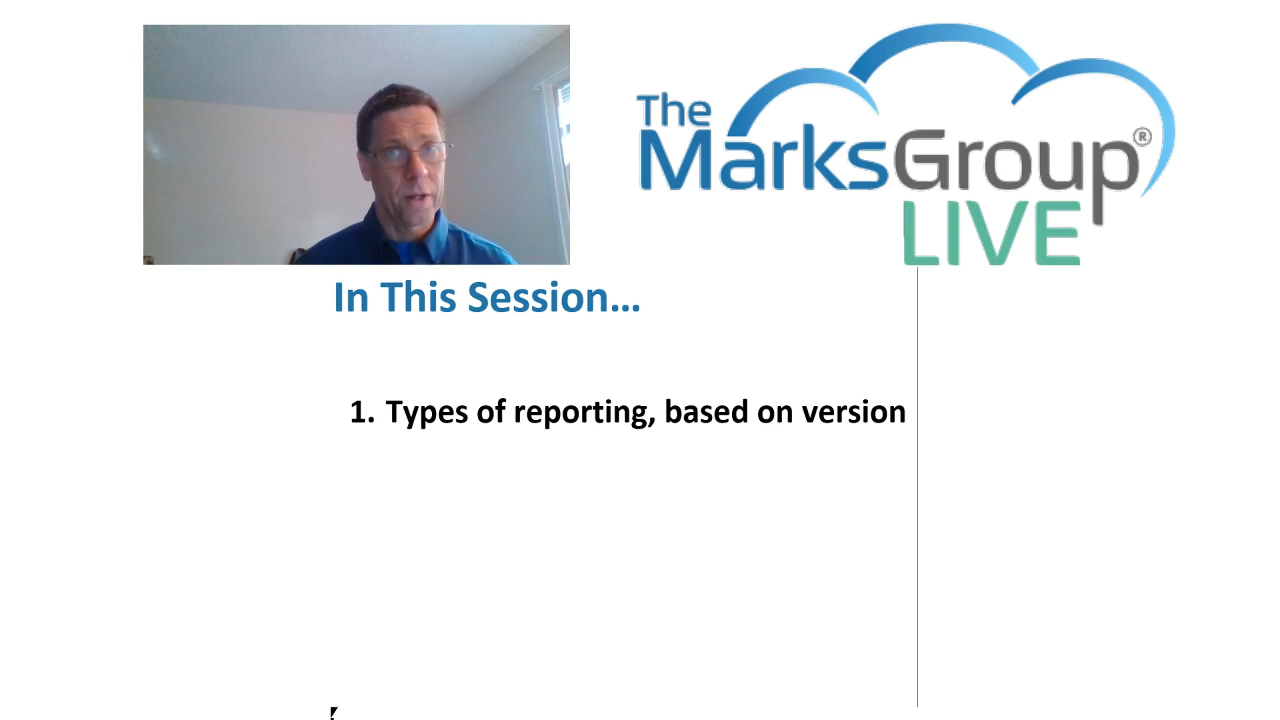 The
MarksGroup®
LIVE
In This Session...
1. Types of reporting, based on version